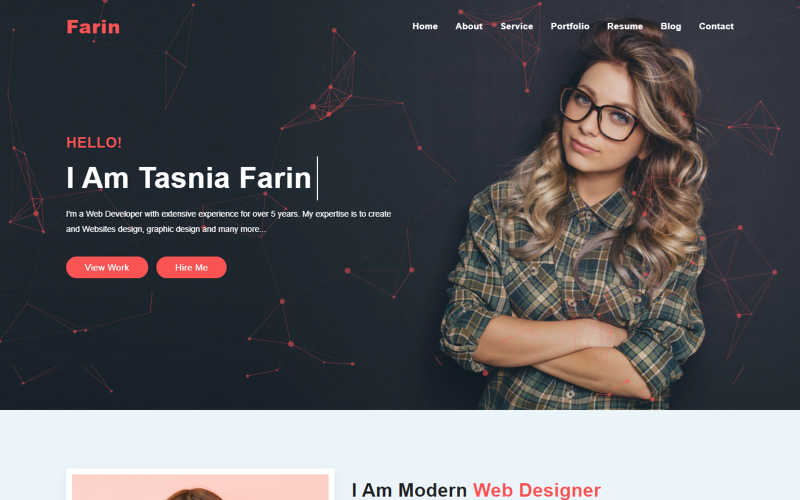 Farin
Home About Service Portfolio Resume Blog Contact
HELLO!
I Am Tasnia Farin
I'm a Web Developer with extensive experience for over 5 years. My expertise is to create
and Websites design, graphic design and many more...
View Work Hire Me
I Am Modern Web Designer